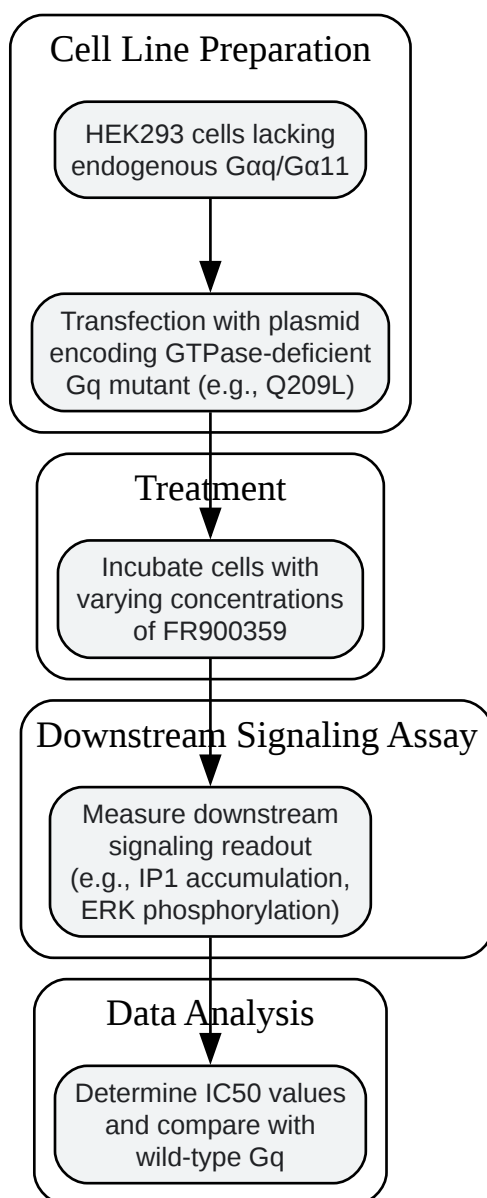 Cell Line Preparation
HEK293 cells lacking
endogenous Gαq/Gα11
Transfection with plasmid
encoding GTPase-deficient
Gq mutant (e.g., Q209L)
Treatment
Incubate cells with
varying concentrations
of FR900359
Downstream Signaling Assay
Measure downstream
signaling readout
(e.g., IP1 accumulation,
ERK phosphorylation)
Data Analysis
Determine IC50 values
and compare with
wild-type Gq